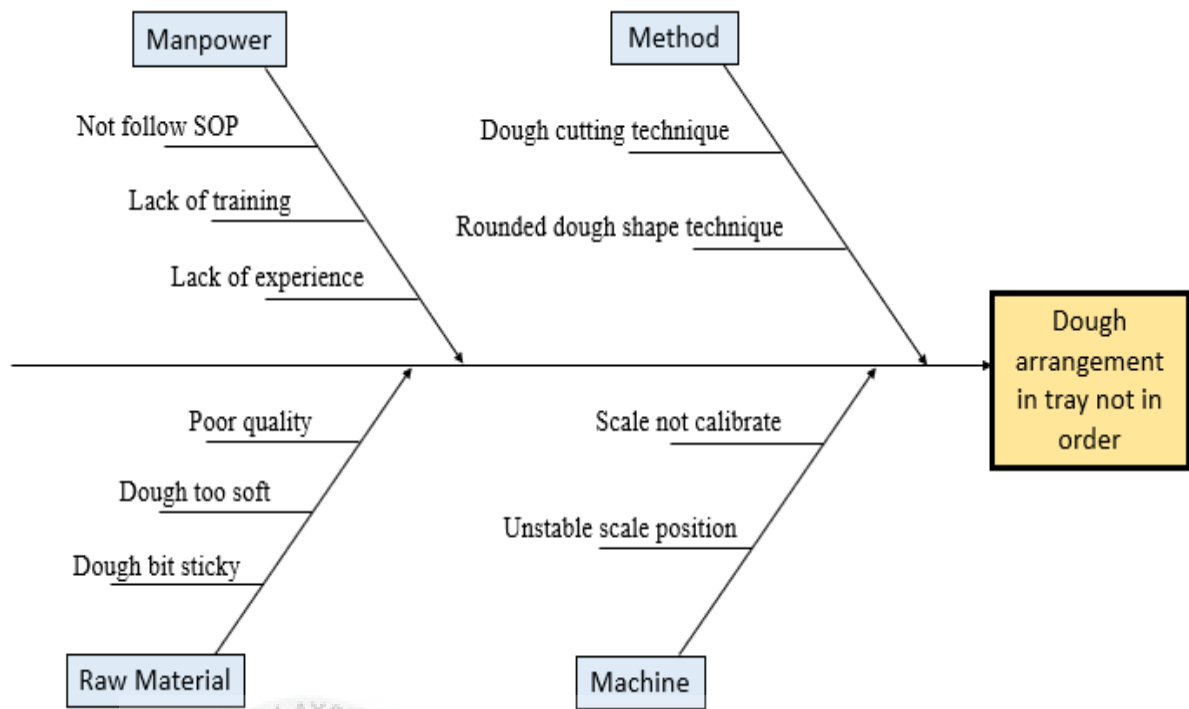 Manpower
Method
Not follow SOP
Lack of training
Lack of experience
Dough cutting technique
Rounded dough shape technique
Dough
arrangement
in tray not in
order
Poor quality
Dough too soft
Dough bit sticky
Scale not calibrate
Unstable scale position
Raw Material
Machine